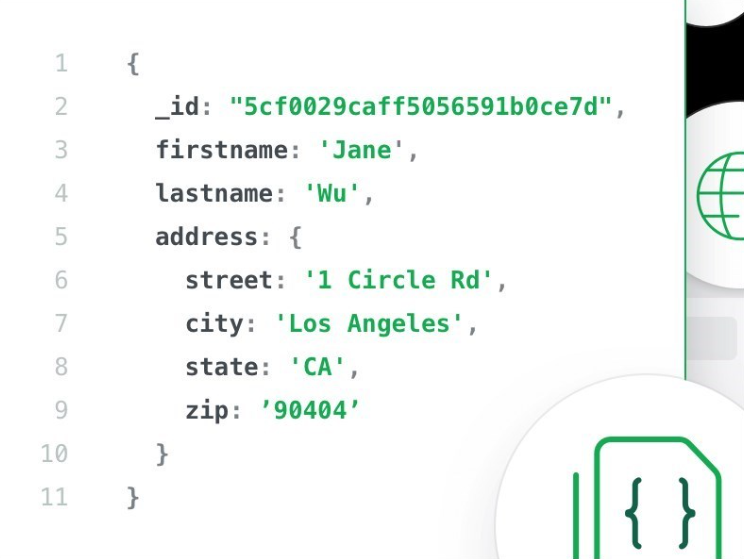 1 {
2 _id: "5cf0029caff5056591b0ce7d",
3 firstname: 'Jane',
4 lastname: 'Wu',
5 address: {
6 street: '1 Circle Rd',
7 city: 'Los Angeles',
8 state: 'CA',
9 zip: ’90404’
10 }
11 }
{ }